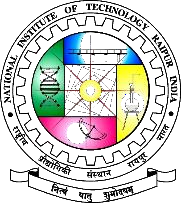 NATIONAL INSTITUTE OF TECHNOLOGY RAIPUR INDIA
राष्ट्रीय प्रौद्योगिकी संस्थान रायपुर भारत
नित्यं यातु शुभोदयम्